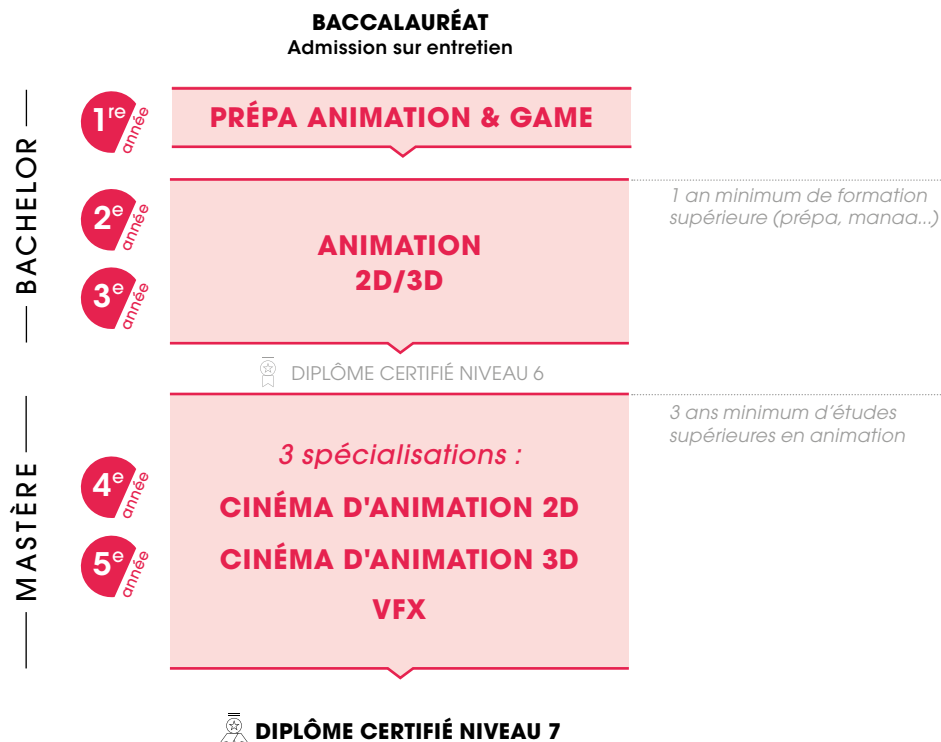 BACCALAURÉAT
Admission sur entretien
BACHELOR
1re année
PRÉPA ANIMATION & GAME
2e année
3e année
ANIMATION
2D/3D
1 an minimum de formation
supérieure (prépa, manaa...)
DIPLÔME CERTIFIÉ NIVEAU 6
MASTÈRE
3 ans minimum d'études
supérieures en animation
4e année
5e année
3 spécialisations :
CINÉMA D'ANIMATION 2D
CINÉMA D'ANIMATION 3D
VFX
DIPLÔME CERTIFIÉ NIVEAU 7